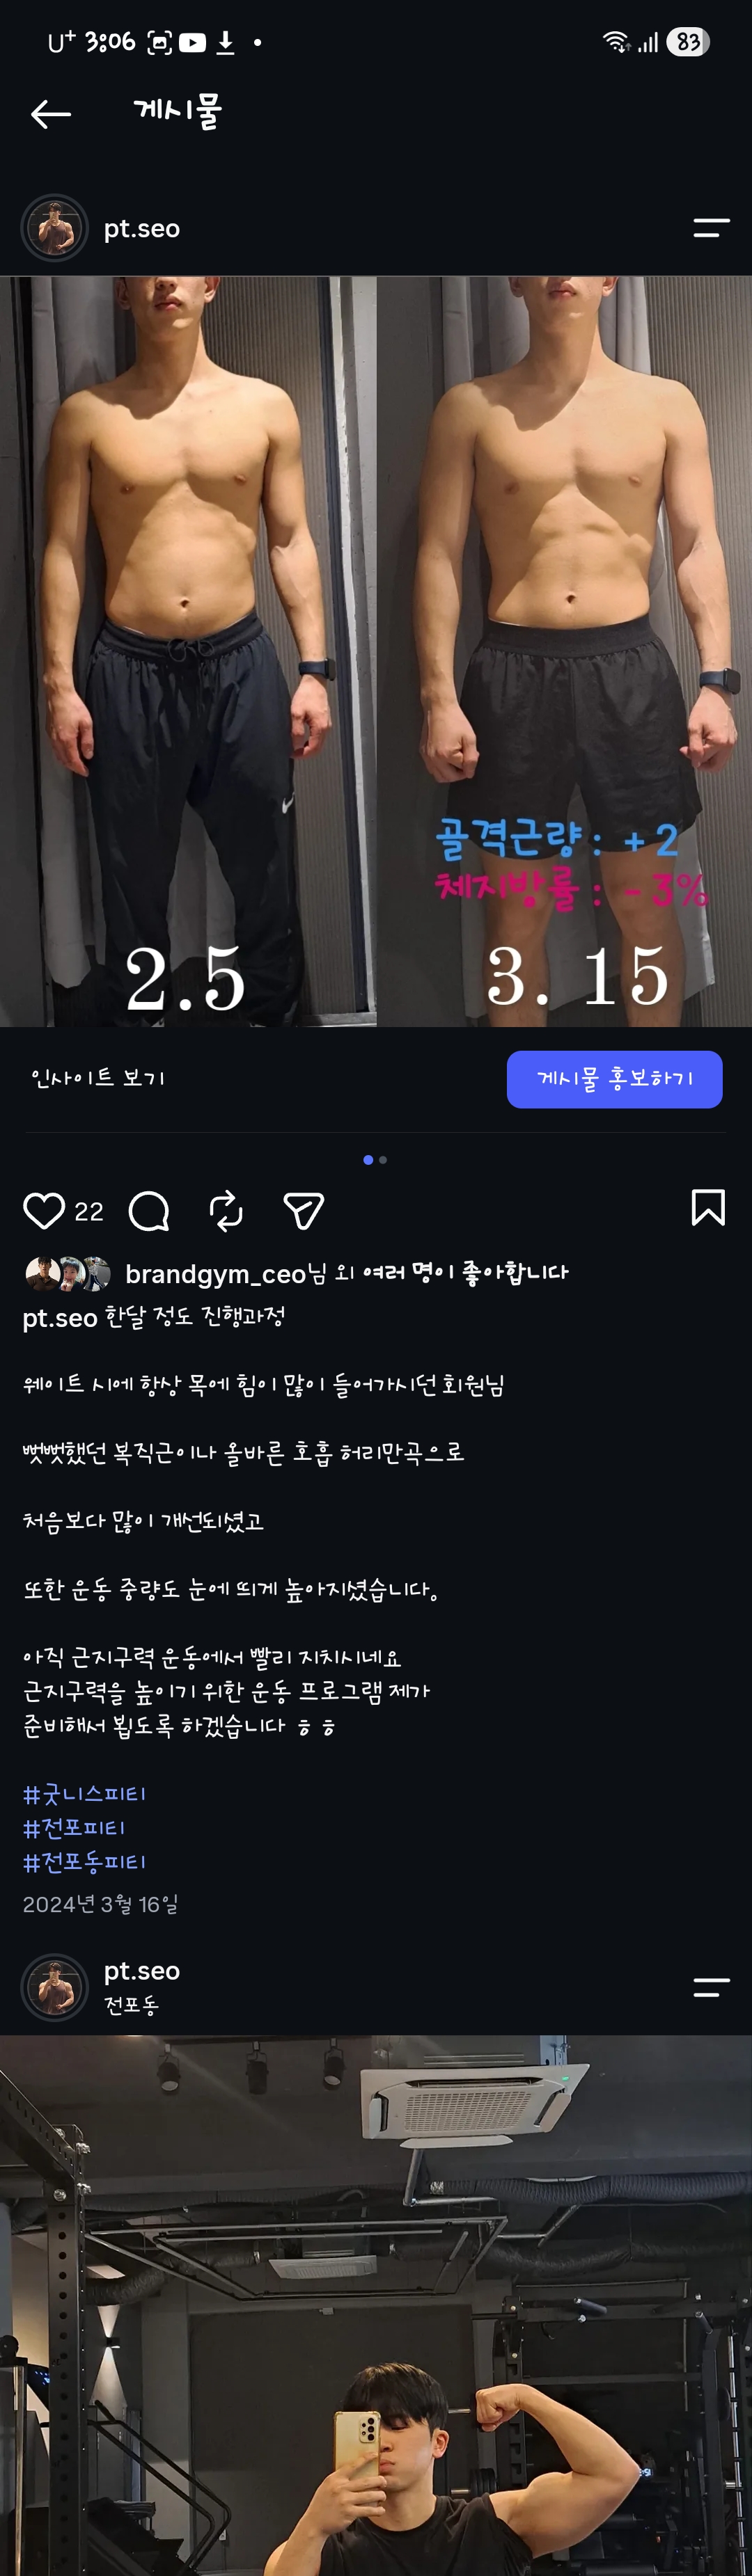 U+ 3:06 83
게시물
pt.seo
골격근량 : + 2
체지방률 : - 3%
2.5
3. 15
인사이트 보기
게시물 홍보하기
22
brandgym_ceo님 외 여러 명이 좋아합니다
pt.seo 한달 정도 진행과정
웨이트 시에 항상 목에 힘이 많이 들어가시던 회원님
뻣뻣했던 복직근이나 올바른 호흡 허리만곡으로
처음보다 많이 개선되셨고
또한 운동 중량도 눈에 띄게 높아지셨습니다.
아직 근지구력 운동에서 빨리 지치시네요
근지구력을 높이기 위한 운동 프로그램 제가
준비해서 뵙도록 하겠습니다 ㅎㅎ
#굿니스피티
#전포피티
#전포동피티
2024년 3월 16일
pt.seo
전포동